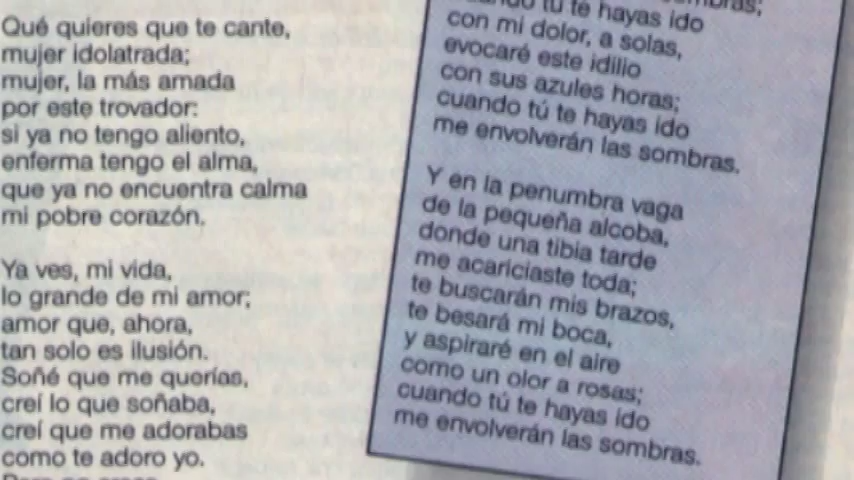 Qué quieres que te cante,
mujer idolatrada;
mujer, la más amada
por este trovador:
si ya no tengo aliento,
enferma tengo el alma,
que ya no encuentra calma
mi pobre corazón.
Ya ves, mi vida,
lo grande de mi amor;
amor que, ahora,
tan solo es ilusión.
Soñé que me querías,
creí lo que soñaba,
creí que me adorabas
como te adoro yo.
tú te hayas ido
con mi dolor, a solas,
evocaré este idilio
con sus azules horas;
cuando tú te hayas ido
me envolverán las sombras.
Y en la penumbra vaga
de la pequeña alcoba,
donde una tibia tarde
me acariciaste toda;
te buscarán mis brazos,
te besará mi boca,
y aspiraré en el aire
como un olor a rosas;
cuando tú te hayas ido
me envolverán las sombras.